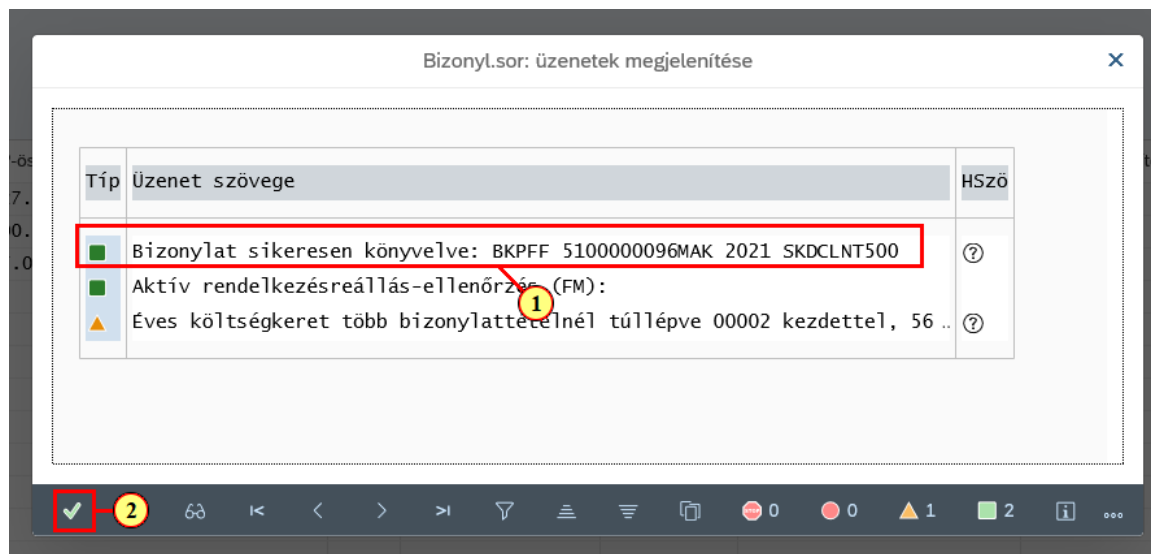 Bizonyl.sor: üzenetek megjelenítése
Típ Üzenet szövege HSzö
Bizonylat sikeresen könyvelve: BKPFF 5100000096MAK 2021 SKDCLNT500
Aktív rendelkezésreállás-ellenőrzés (FM):
1
Éves költségkeret több bizonylattételnél túllépve 00002 kezdettel, 56 ..
2 STOP 0 0 1 2